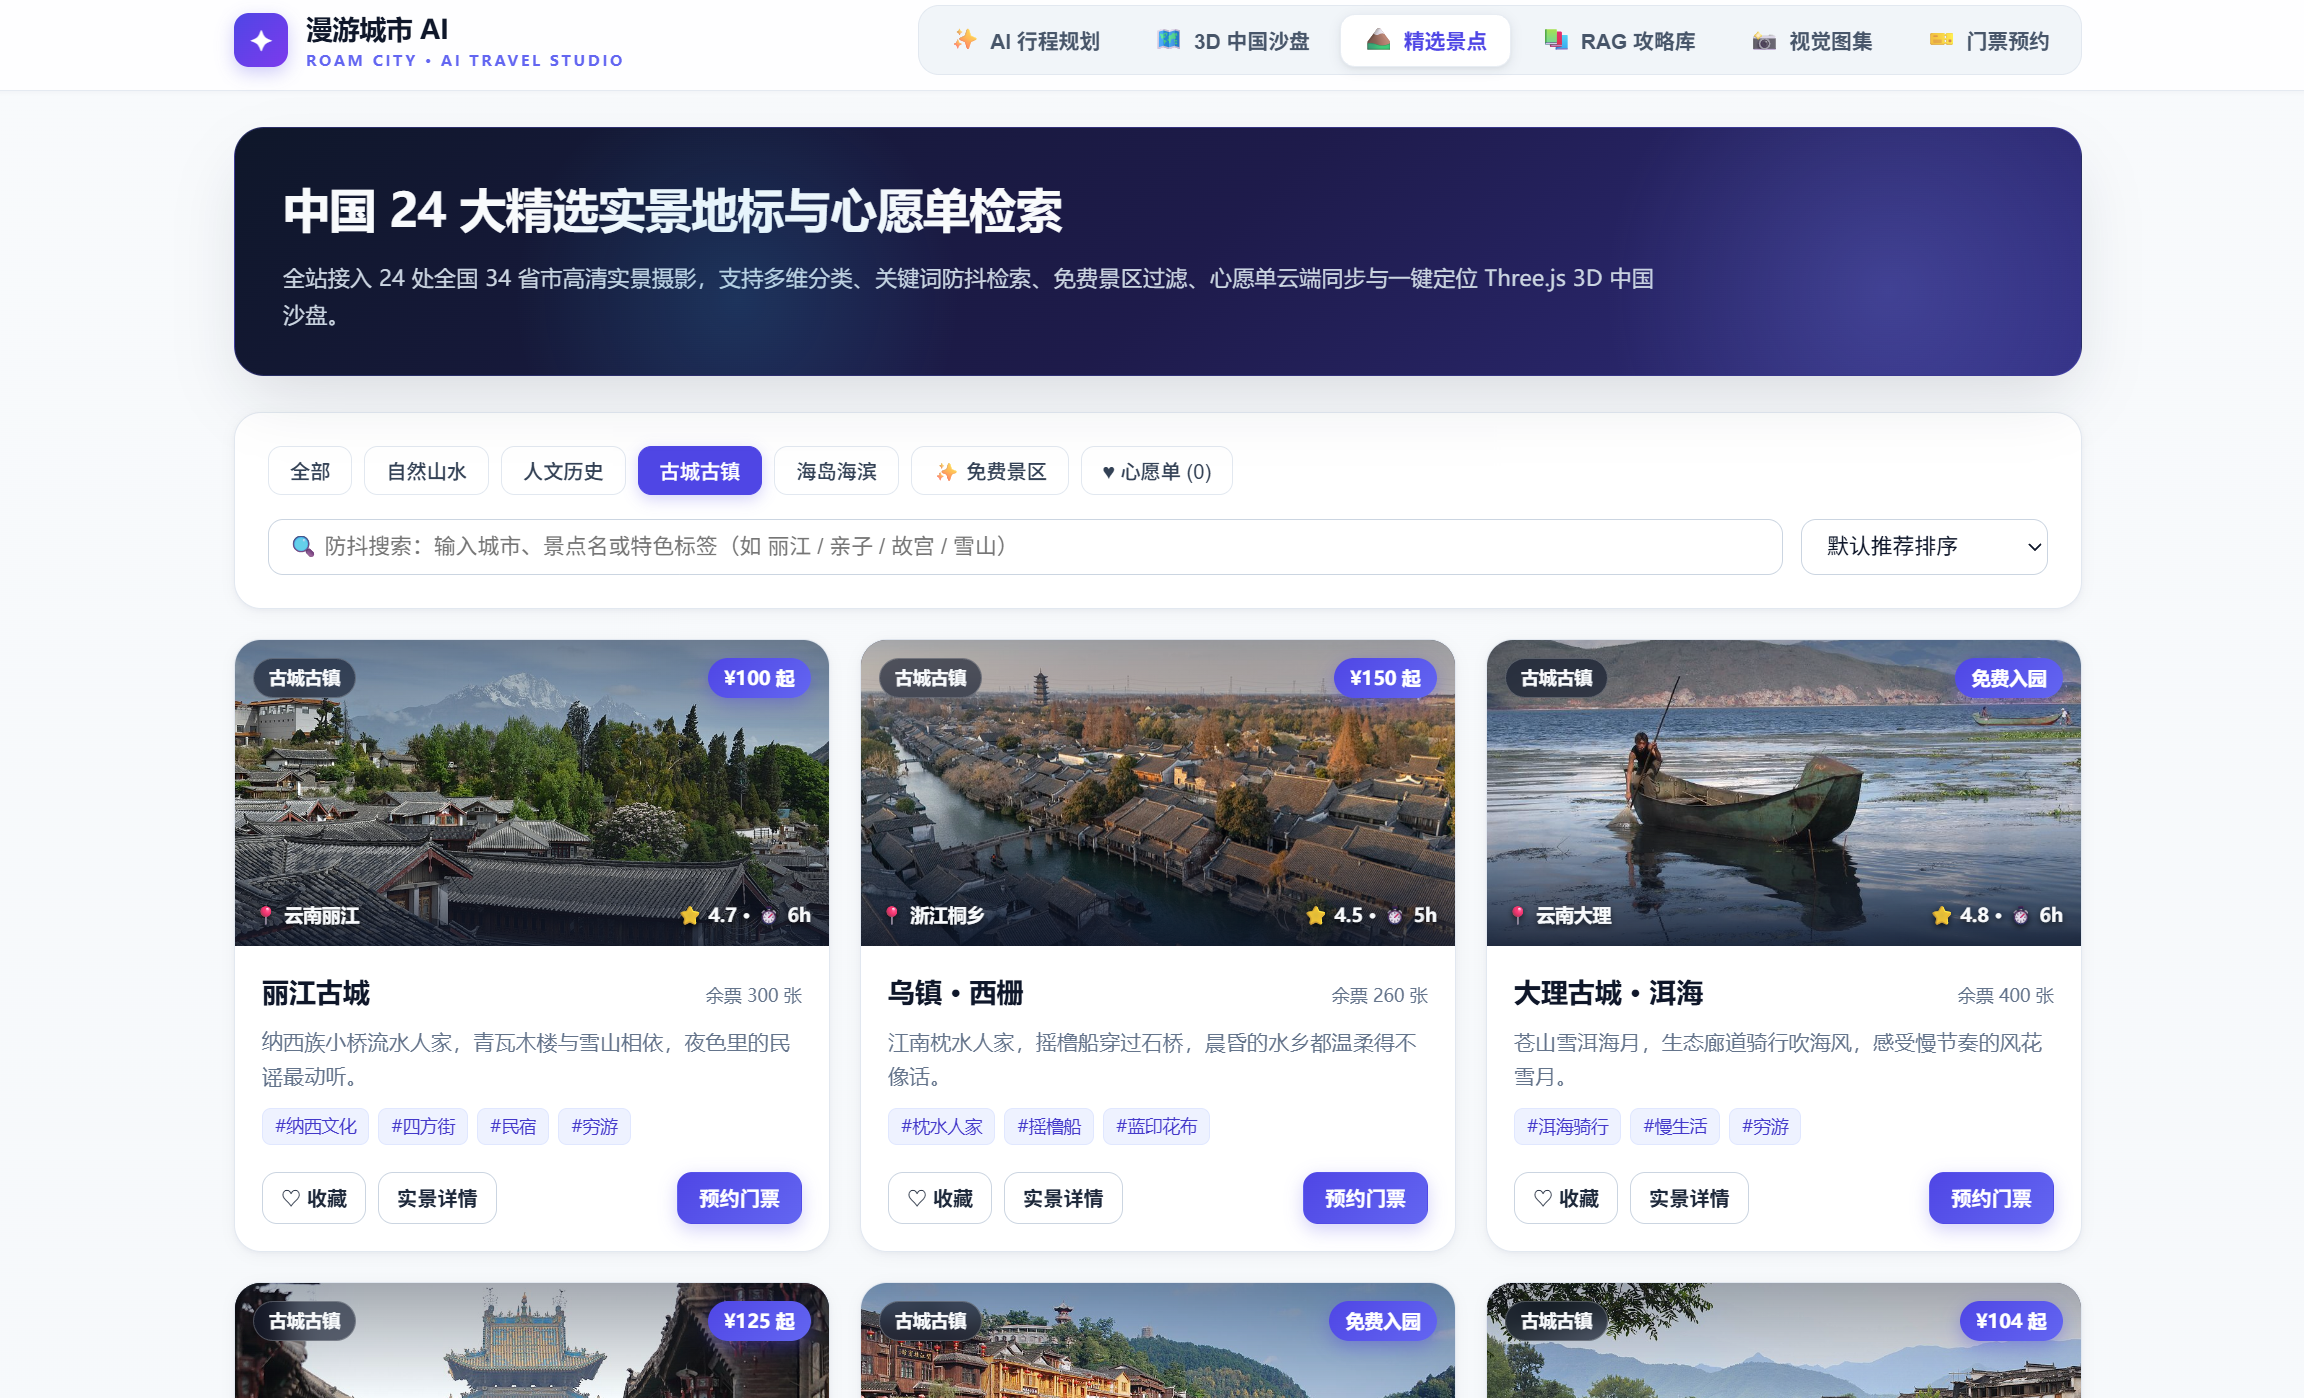 漫游城市 AI
ROAM CITY • AI TRAVEL STUDIO
AI 行程规划
3D 中国沙盘
精选景点
RAG 攻略库
视觉图集
门票预约
中国 24 大精选实景地标与心愿单检索
全站接入 24 处全国 34 省市高清实景摄影，支持多维分类、关键词防抖检索、免费景区过滤、心愿单云端同步与一键定位 Three.js 3D 中国
沙盘。
全部
自然山水
人文历史
古城古镇
海岛海滨
免费景区
♥ 心愿单 (0)
防抖搜索：输入城市、景点名或特色标签（如 丽江 / 亲子 / 故宫 / 雪山）
默认推荐排序
古城古镇
¥100 起
云南丽江
4.7 • 6h
丽江古城
余票 300 张
纳西族小桥流水人家，青瓦木楼与雪山相依，夜色里的民
谣最动听。
#纳西文化
#四方街
#民宿
#穷游
♡ 收藏
实景详情
预约门票
古城古镇
¥150 起
浙江桐乡
4.5 • 5h
乌镇 • 西栅
余票 260 张
江南枕水人家，摇橹船穿过石桥，晨昏的水乡都温柔得不
像话。
#枕水人家
#摇橹船
#蓝印花布
♡ 收藏
实景详情
预约门票
古城古镇
免费入园
云南大理
4.8 • 6h
大理古城 • 洱海
余票 400 张
苍山雪洱海月，生态廊道骑行吹海风，感受慢节奏的风花
雪月。
#洱海骑行
#慢生活
#穷游
♡ 收藏
实景详情
预约门票
古城古镇
¥125 起
古城古镇
免费入园
古城古镇
¥104 起